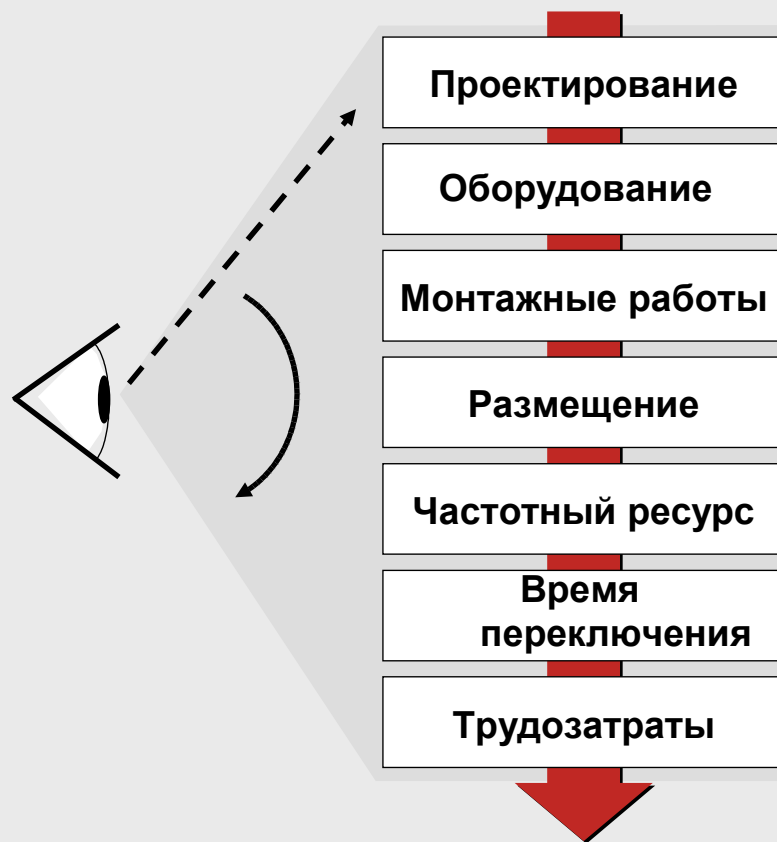 Проектирование
Оборудование
Монтажные работы
Размещение
Частотный ресурс
Время
переключения
Трудозатраты